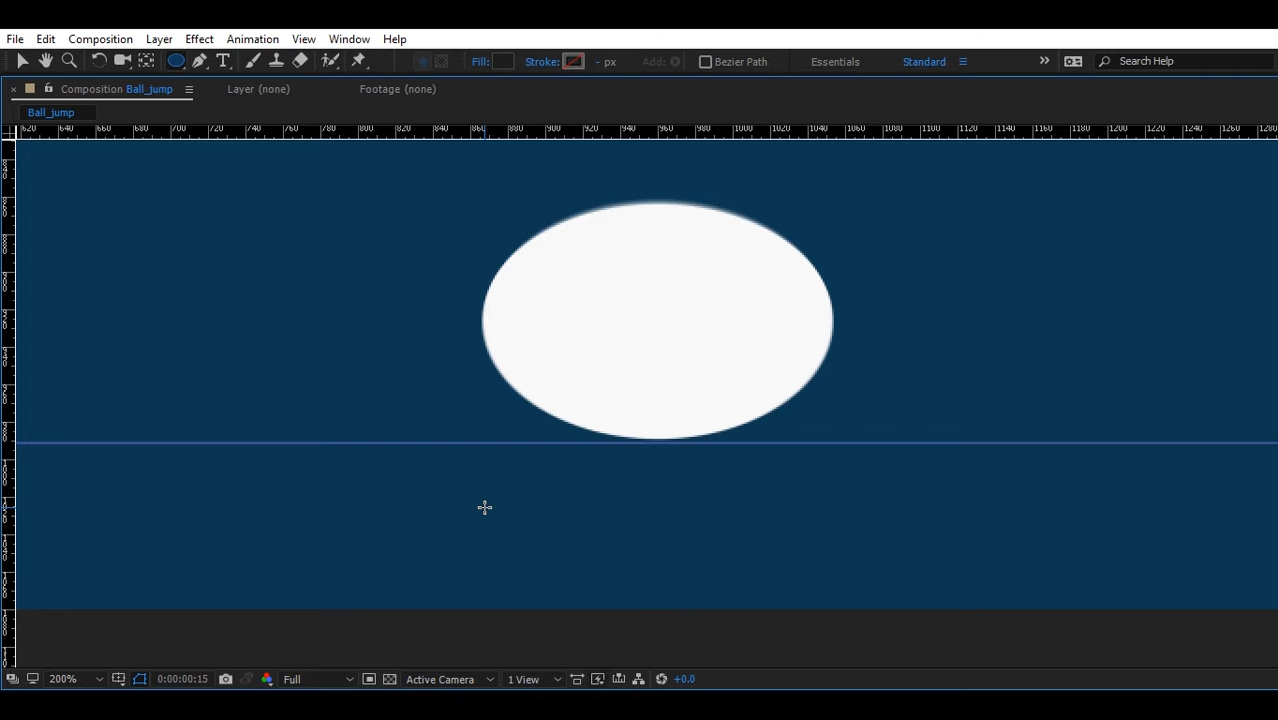 File Edit Composition Layer Effect Animation View Window Help
Fill: Stroke: - px Add: Bezier Path Essentials Standard Search Help
× Composition Ball_jump Layer (none) Footage (none)
Ball_jump
620 640 660 680 700 720 740 760 780 800 820 840 860 880 900 920 940 960 980 1000 1020 1040 1060 1080 1100 1120 1140 1160 1180 1200 1220 1240 1260 1280
200% 0:00:00:15 Full Active Camera 1 View +0.0